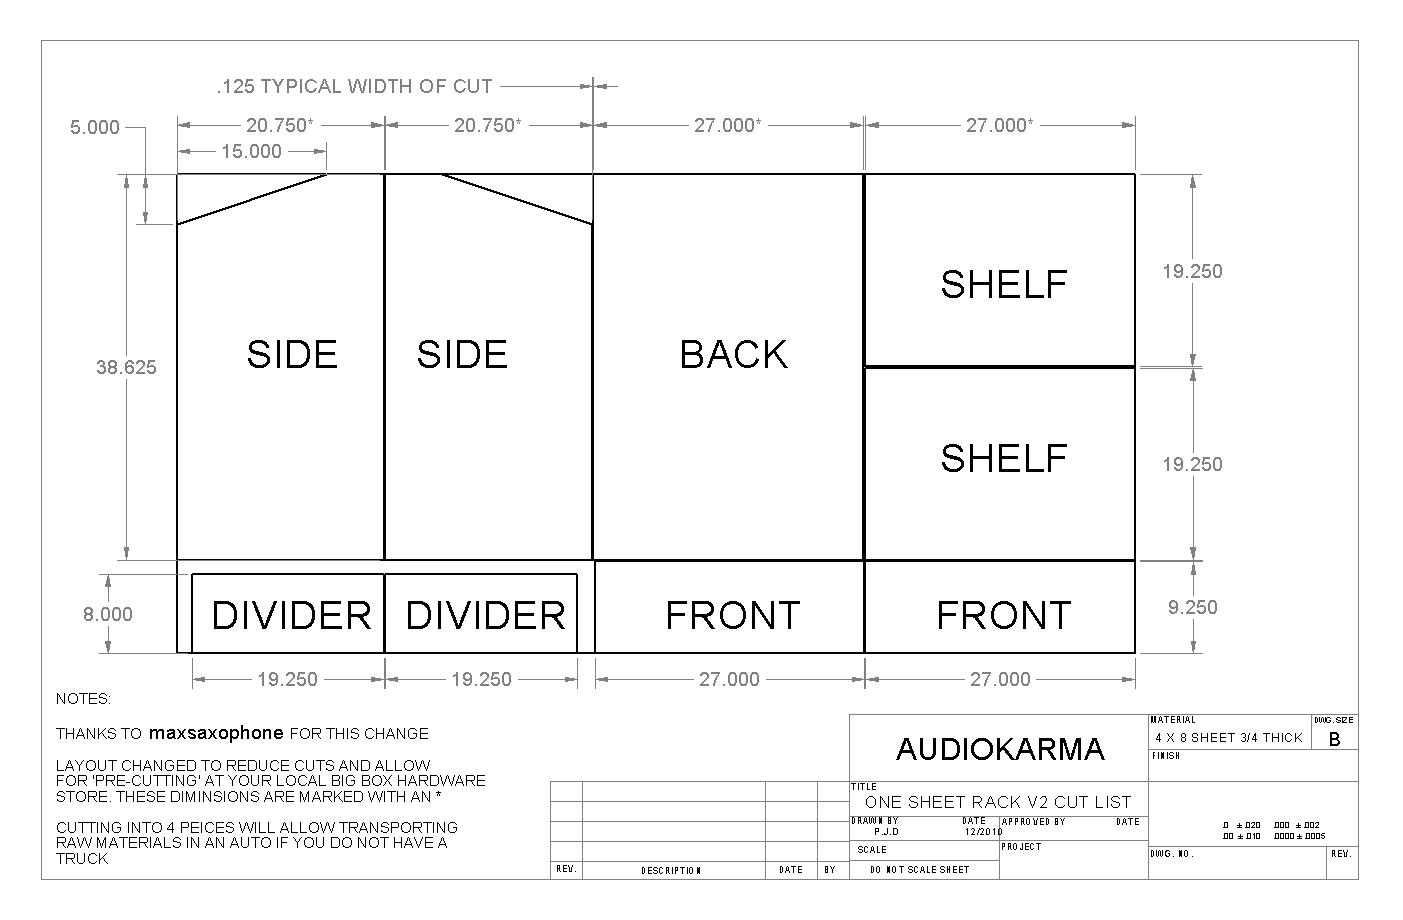 .125 TYPICAL WIDTH OF CUT
5.000
20.750*
20.750*
27.000*
27.000*
15.000
38.625
SIDE
SIDE
BACK
SHELF
SHELF
19.250
19.250
8.000
DIVIDER
DIVIDER
FRONT
FRONT
9.250
19.250
19.250
27.000
27.000
NOTES:
THANKS TO maxsaxophone FOR THIS CHANGE
LAYOUT CHANGED TO REDUCE CUTS AND ALLOW
FOR 'PRE-CUTTING' AT YOUR LOCAL BIG BOX HARDWARE
STORE. THESE DIMINSIONS ARE MARKED WITH AN *
CUTTING INTO 4 PEICES WILL ALLOW TRANSPORTING
RAW MATERIALS IN AN AUTO IF YOU DO NOT HAVE A
TRUCK
REV.
DESCRIPTION
DATE
BY
AUDIOKARMA
TITLE
ONE SHEET RACK V2 CUT LIST
DRAWN BY
P.J.D
DATE
12/2010
APPROVED BY
DATE
SCALE
DO NOT SCALE SHEET
PROJECT
MATERIAL
4 X 8 SHEET 3/4 THICK
DWG. SIZE
B
FINISH
.0 ±.020 .000 ±.002
.00 ±.010 .0000 ±.0005
DWG. NO.
REV.